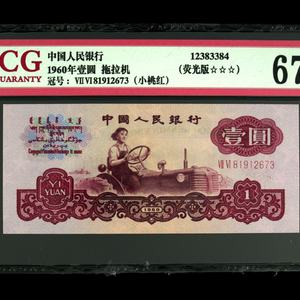 CG
GUARANTY
中国人民银行
1960年壹圆 拖拉机
冠号：VII VI 81912673（小桃红）
12383384
（荧光版☆☆☆）
67
中国人民银行
壹圆
VII VI 81912673
YI
YUAN
1960
1